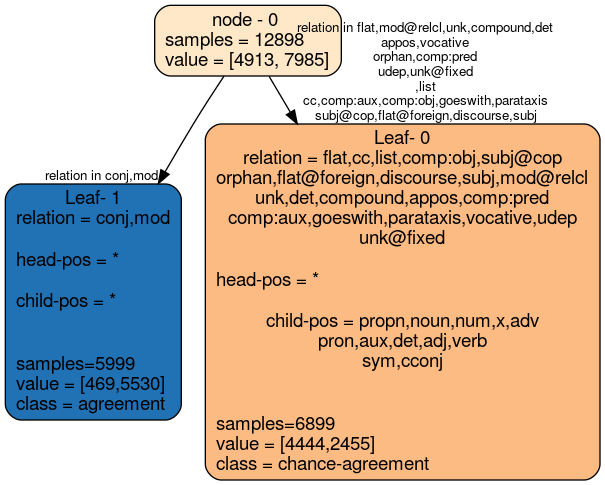 node - 0
samples = 12898
value = [4913, 7985]
relation in flat,mod@relcl,unk,compound,det
appos,vocative
orphan,comp:pred
udep,unk@fixed
,list
cc,comp:aux,comp:obj,goeswith,parataxis
subj@cop,flat@foreign,discourse,subj
relation in conj,mod
Leaf- 1
relation = conj,mod
head-pos = *
child-pos = *
samples=5999
value = [469,5530]
class = agreement
Leaf- 0
relation = flat,cc,list,comp:obj,subj@cop
orphan,flat@foreign,discourse,subj,mod@relcl
unk,det,compound,appos,comp:pred
comp:aux,goeswith,parataxis,vocative,udep
unk@fixed
head-pos = *
child-pos = propn,noun,num,x,adv
pron,aux,det,adj,verb
sym,cconj
samples=6899
value = [4444,2455]
class = chance-agreement